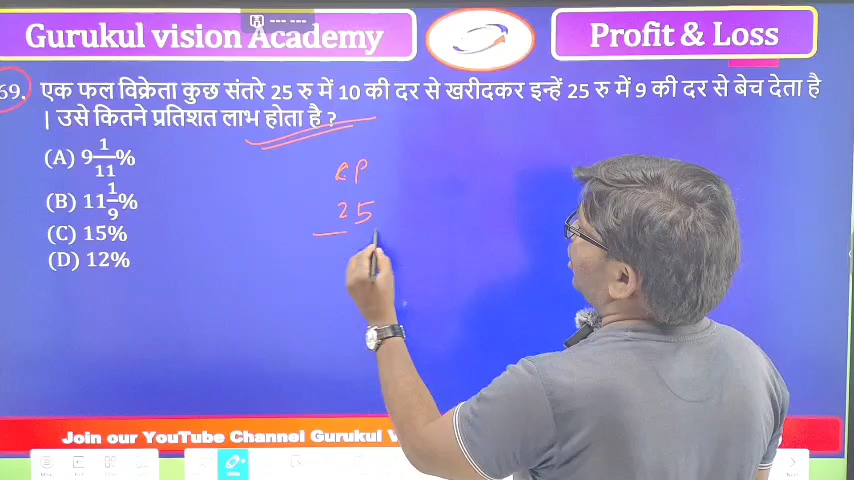 Gurukul vision Academy
Profit & Loss
69. एक फल विक्रेता कुछ संतरे 25 रु में 10 की दर से खरीदकर इन्हें 25 रु में 9 की दर से बेच देता है
| उसे कितने प्रतिशत लाभ होता है ?
(A) 9 1/11%
(B) 11 1/9%
(C) 15%
(D) 12%
CP
25
Join our YouTube Channel Gurukul V